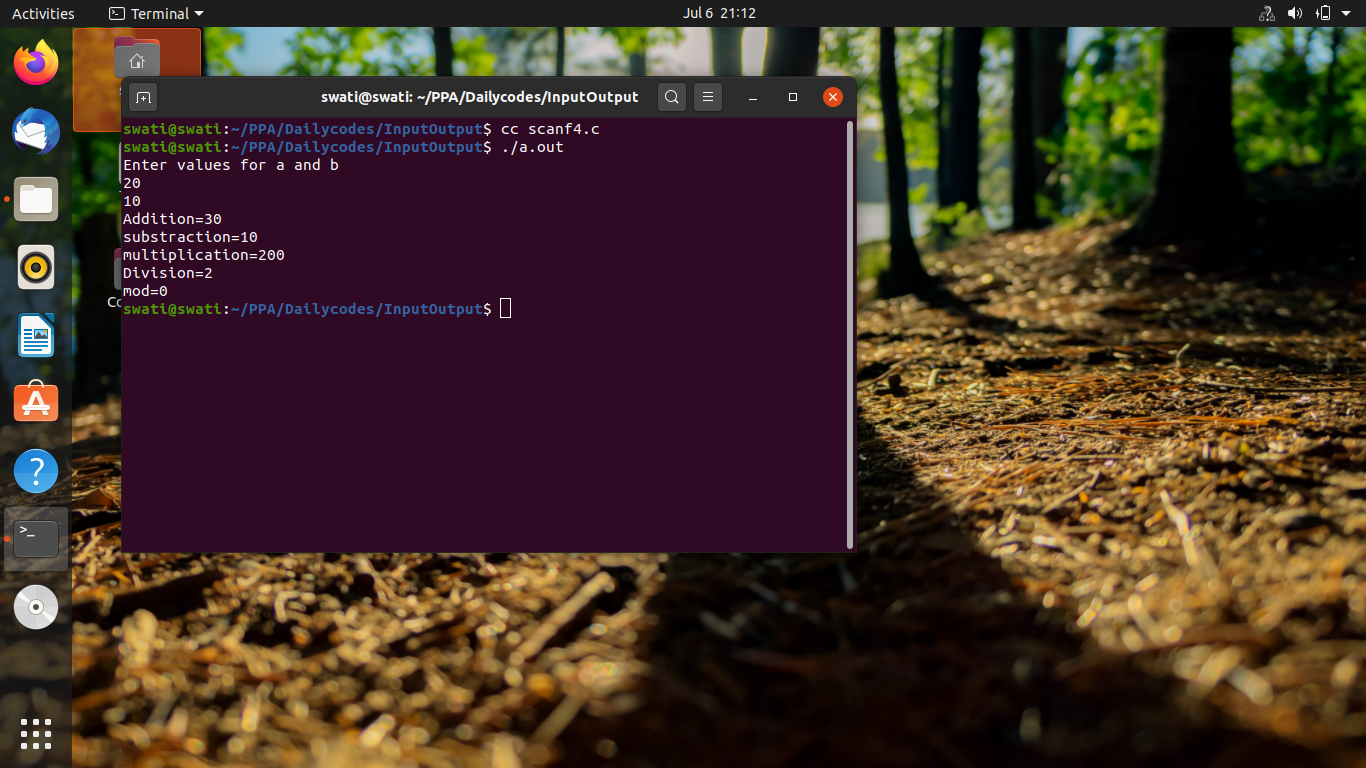 Activities
Terminal
Jul 6 21:12
swati@swati: ~/PPA/Dailycodes/InputOutput
swati@swati:~/PPA/Dailycodes/InputOutput$ cc scanf4.c
swati@swati:~/PPA/Dailycodes/InputOutput$ ./a.out
Enter values for a and b
20
10
Addition=30
substraction=10
multiplication=200
Division=2
mod=0
swati@swati:~/PPA/Dailycodes/InputOutput$